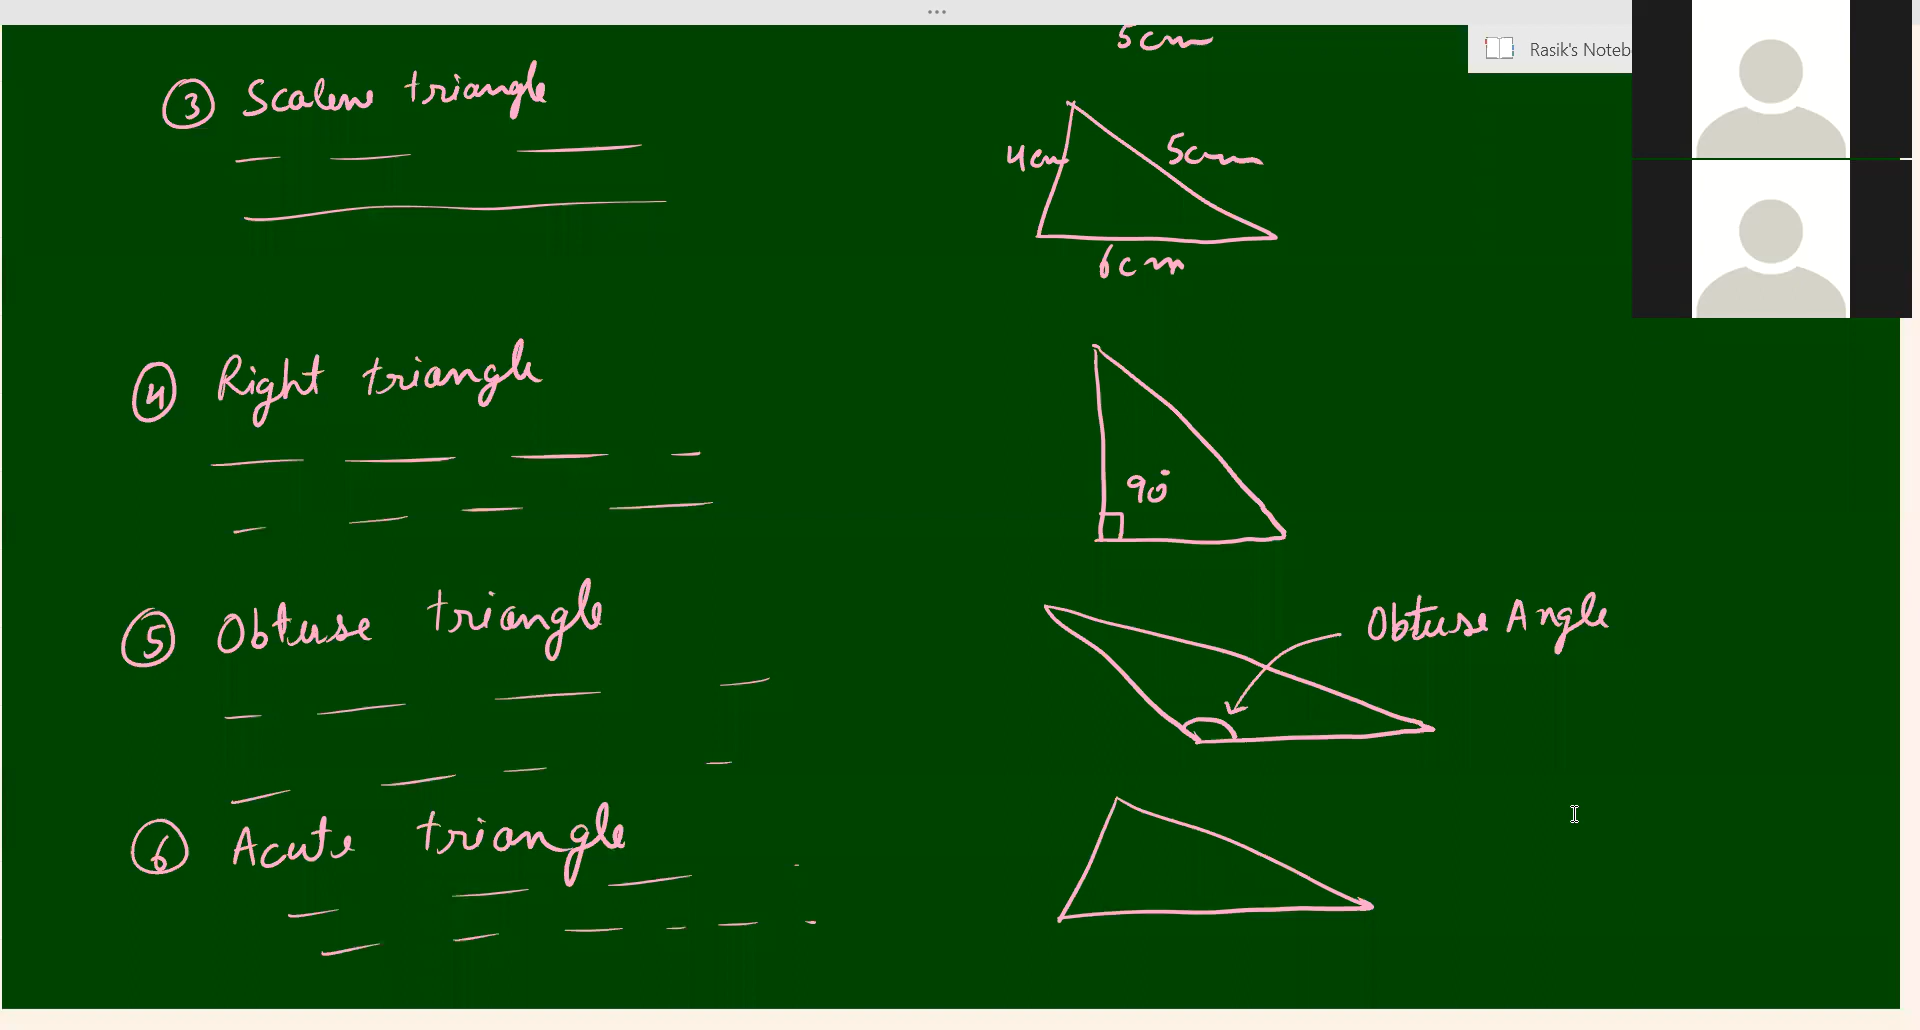 5cm
Rasik's Noteb
③ Scalene triangle
4cm
5cm
6cm
④ Right triangle
90°
⑤ Obtuse triangle
Obtuse Angle
⑥ Acute triangle